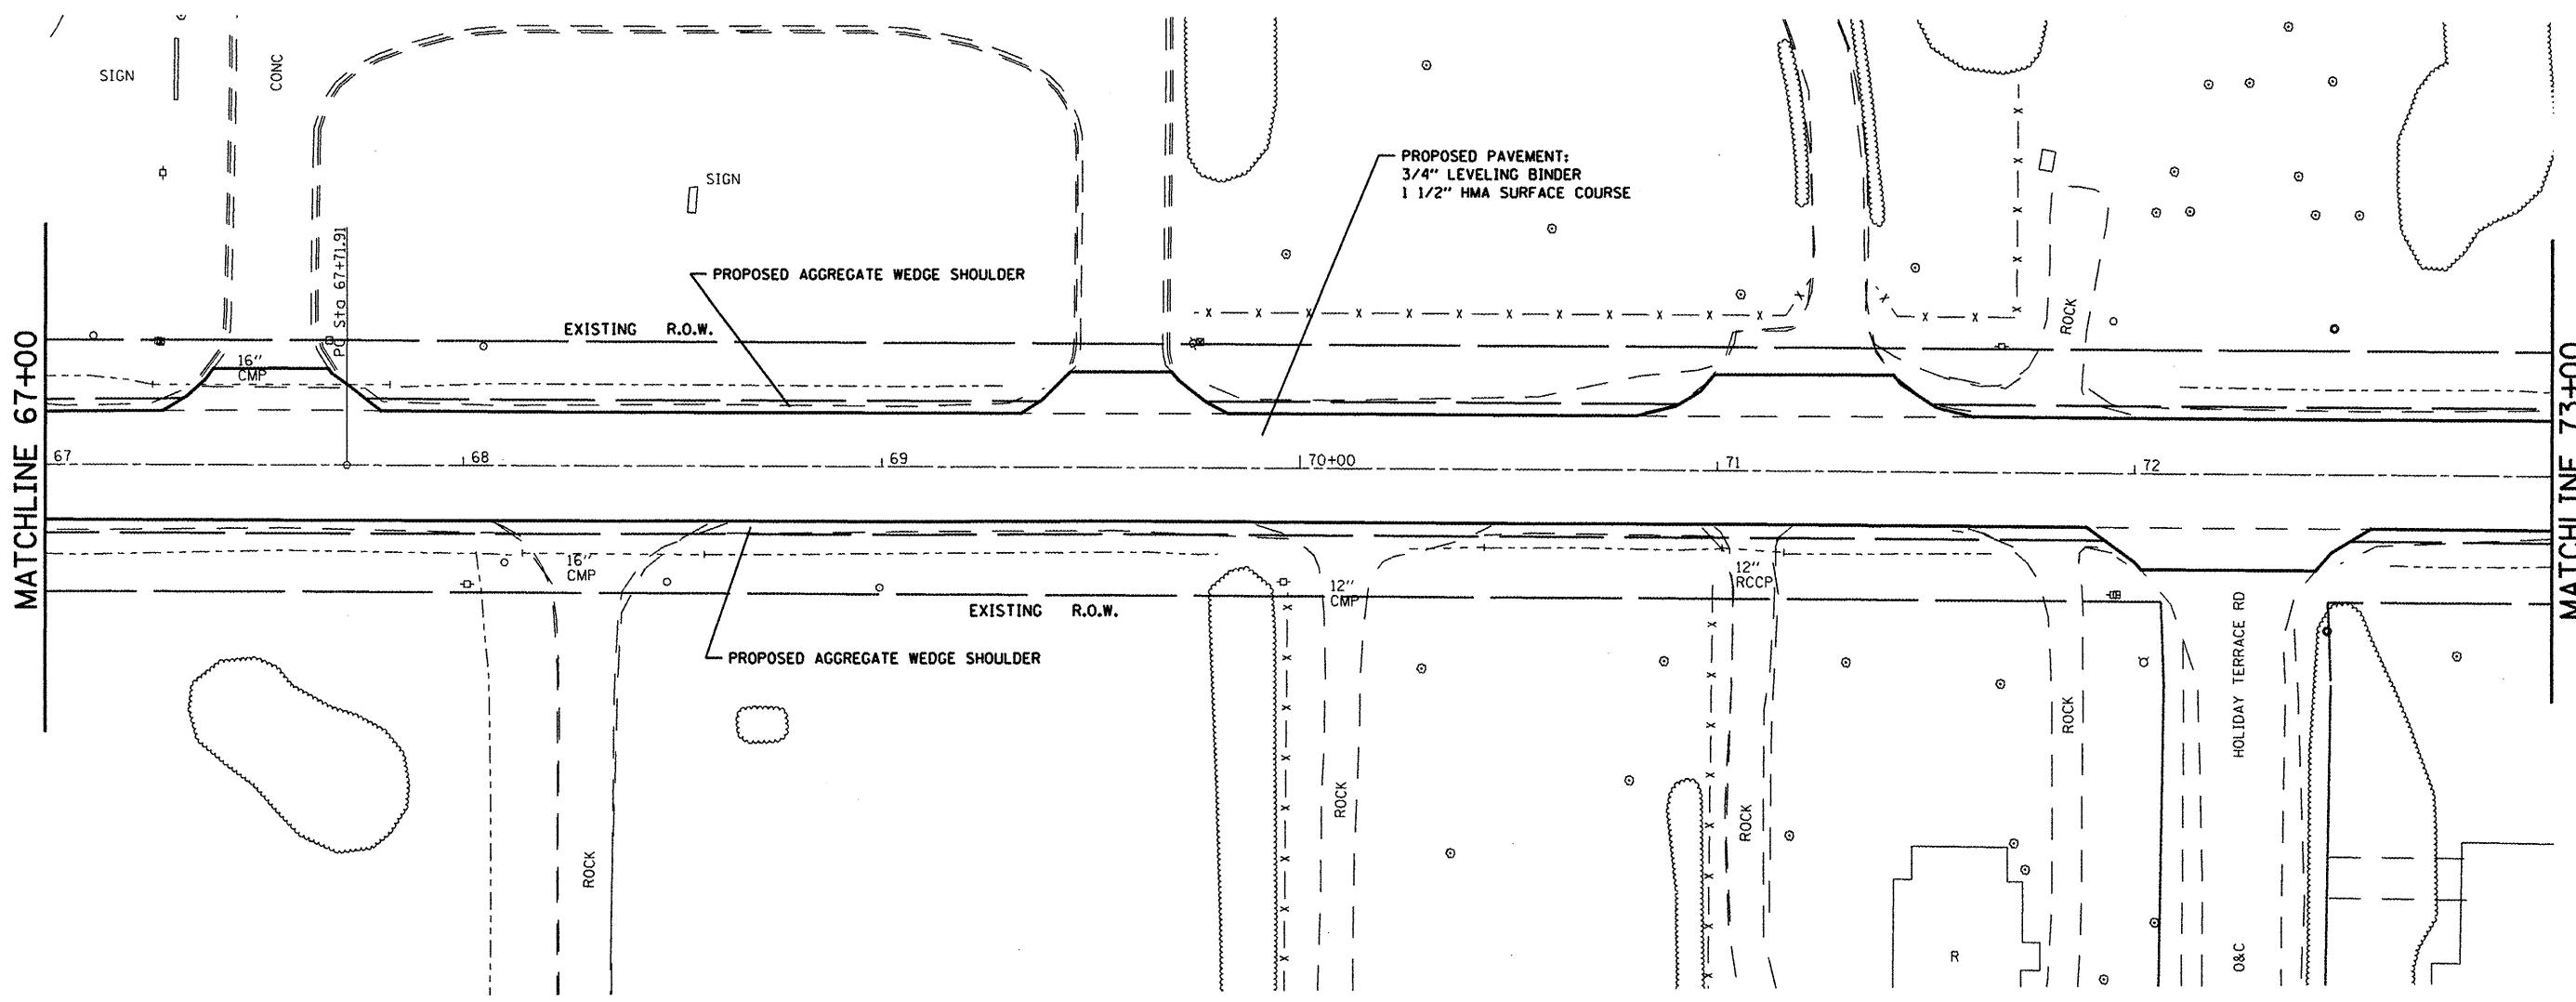 SIGN
CONC
SIGN
PROPOSED PAVEMENT:
3/4" LEVELING BINDER
1 1/2" HMA SURFACE COURSE
PROPOSED AGGREGATE WEDGE SHOULDER
PC Sta 67+71.91
EXISTING R.O.W.
ROCK
16"
CMP
MATCHLINE 67+00
MATCHLINE 73+00
67
68
69
70+00
71
72
16"
CMP
12"
CMP
12"
RCCP
EXISTING R.O.W.
PROPOSED AGGREGATE WEDGE SHOULDER
HOLIDAY TERRACE RD
ROCK
ROCK
ROCK
ROCK
R
O&C